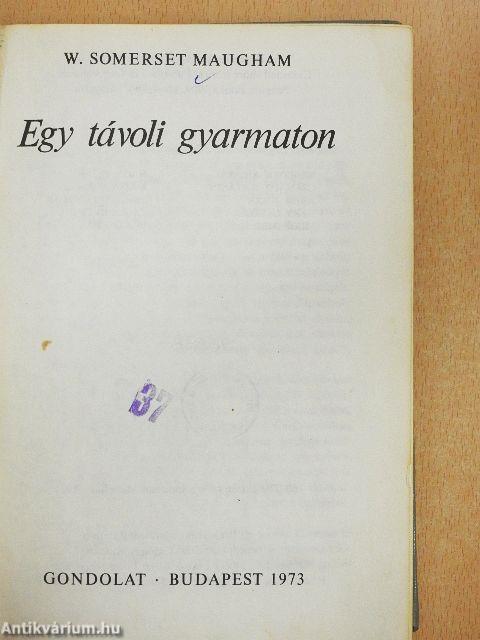 W. SOMERSET MAUGHAM
Egy távoli gyarmaton
37
GONDOLAT · BUDAPEST 1973
Antikvárium.hu